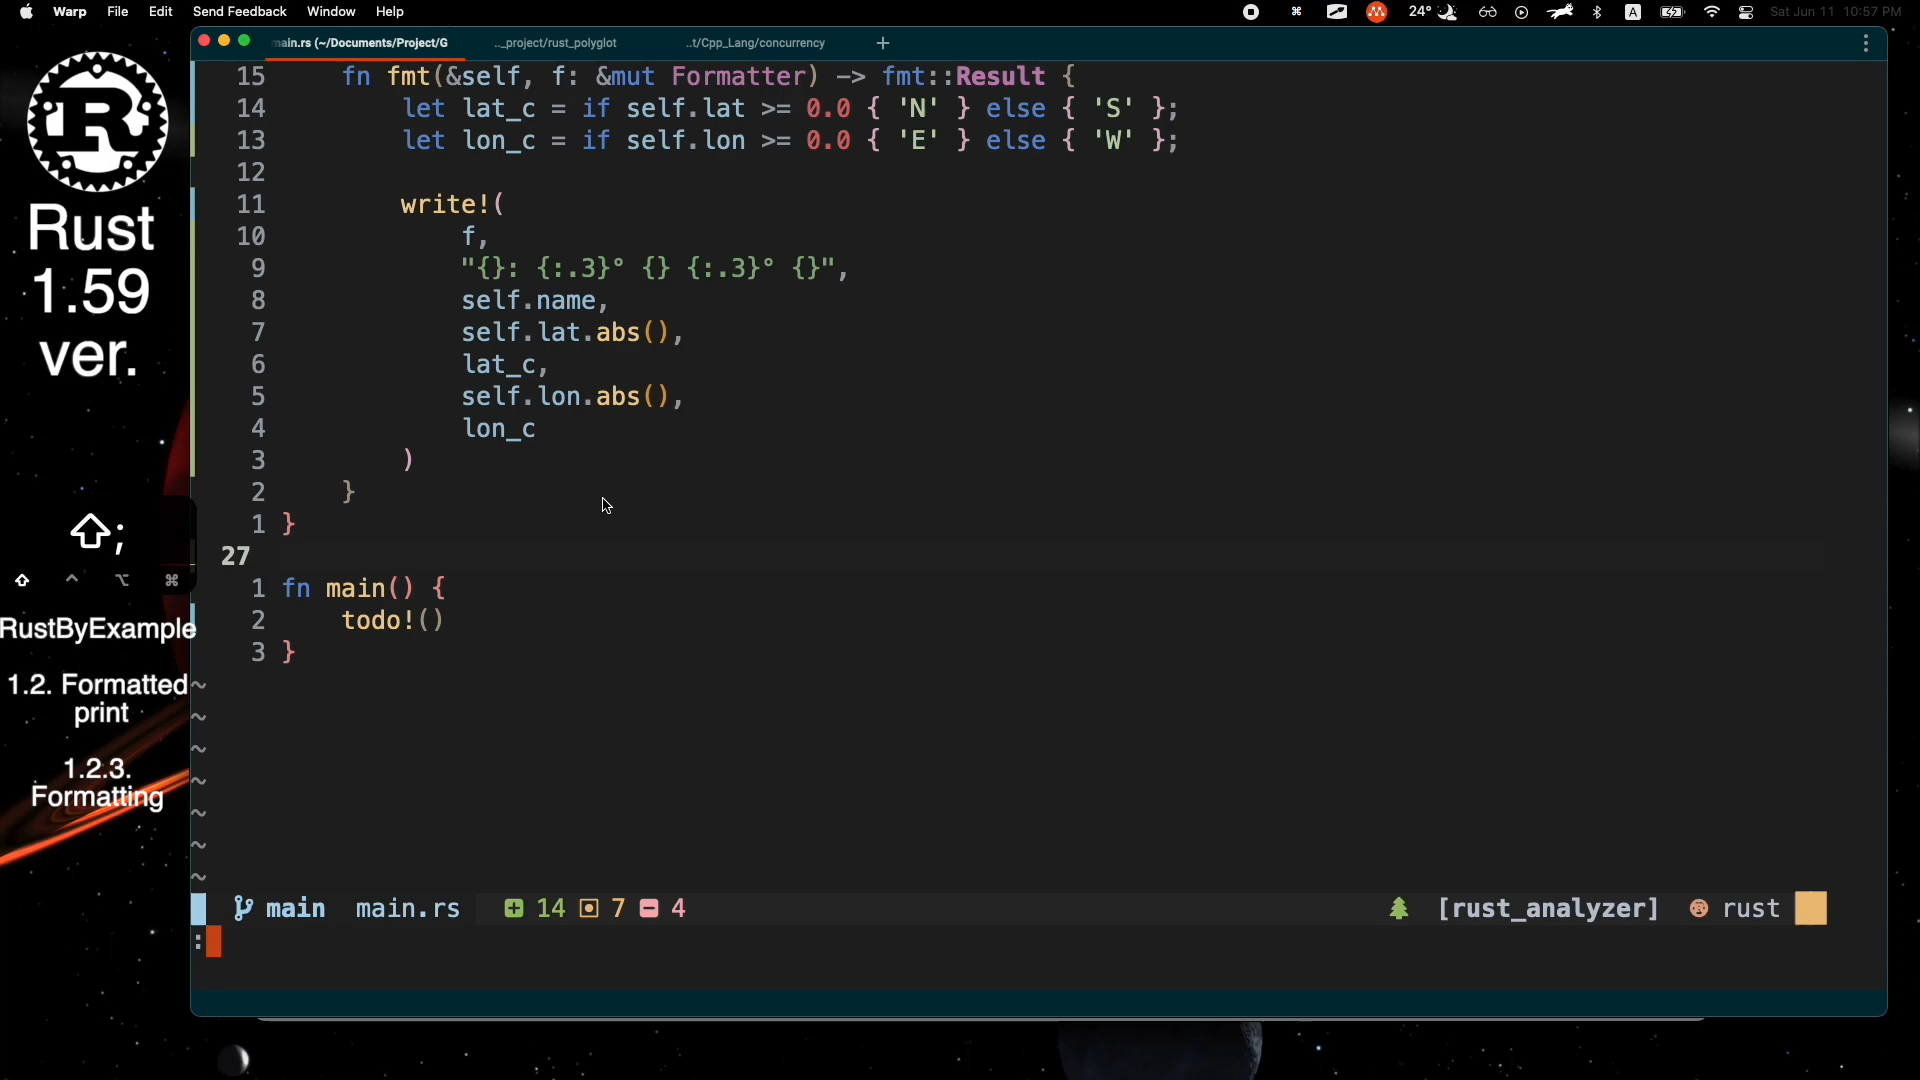 Warp File Edit Send Feedback Window Help
24° A Sat Jun 11 10:57 PM
main.rs (~/Documents/Project/G
.._project/rust_polyglot
..t/Cpp_Lang/concurrency
+
R
Rust
1.59
ver.
⇧;
⇧ ^ ⌥ ⌘
RustByExample
1.2. Formatted
print
1.2.3.
Formatting
15 fn fmt(&self, f: &mut Formatter) -> fmt::Result {
14 let lat_c = if self.lat >= 0.0 { 'N' } else { 'S' };
13 let lon_c = if self.lon >= 0.0 { 'E' } else { 'W' };
12
11 write!(
10 f,
9 "{}: {:.3}° {} {:.3}° {}",
8 self.name,
7 self.lat.abs(),
6 lat_c,
5 self.lon.abs(),
4 lon_c
3 )
2 }
1 }
27
1 fn main() {
2 todo!()
3 }
~
~
~
~
~
~
~
main main.rs 14 7 4 [rust_analyzer] rust
: